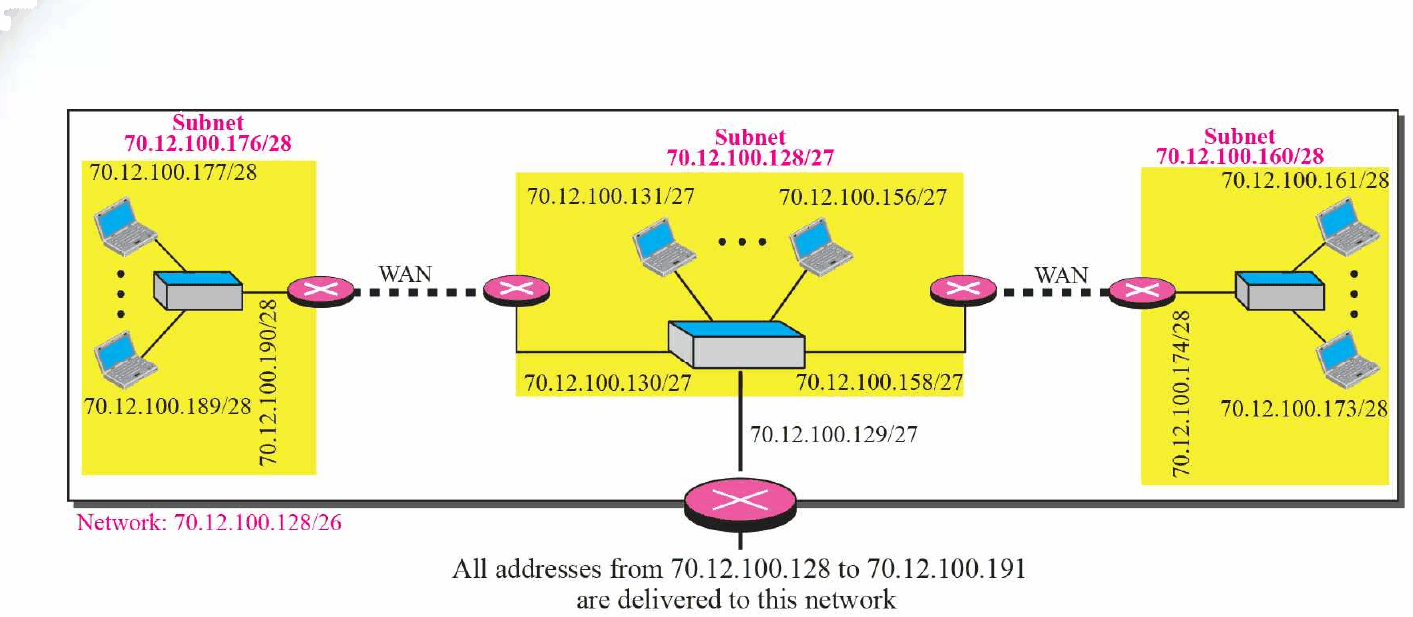 Subnet
70.12.100.176/28
70.12.100.177/28
70.12.100.189/28
70.12.100.190/28
WAN
Subnet
70.12.100.128/27
70.12.100.131/27
70.12.100.156/27
70.12.100.130/27
70.12.100.158/27
70.12.100.129/27
WAN
Subnet
70.12.100.160/28
70.12.100.161/28
70.12.100.174/28
70.12.100.173/28
Network: 70.12.100.128/26
All addresses from 70.12.100.128 to 70.12.100.191
are delivered to this network